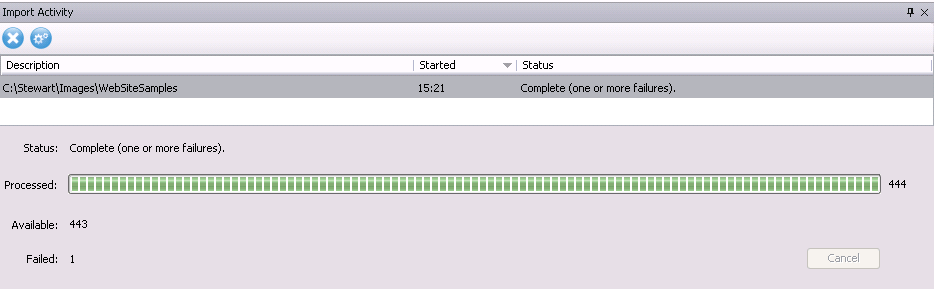 Import Activity
Description Started Status
C:\Stewart\Images\WebSiteSamples 15:21 Complete (one or more failures).
Status: Complete (one or more failures).
Processed: 444
Available: 443
Failed: 1
Cancel